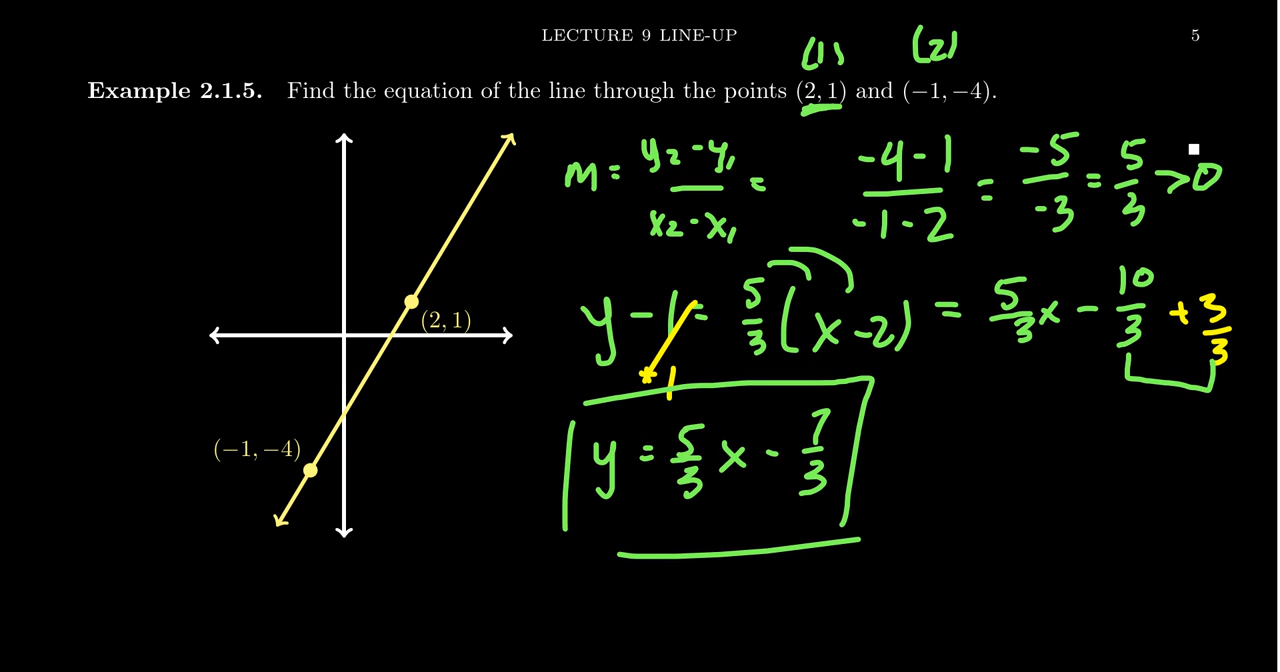 LECTURE 9 LINE-UP 5
(1) (2)
Example 2.1.5. Find the equation of the line through the points (2, 1) and (−1, −4).
m = (y₂ - y₁)/(x₂ - x₁) = (-4 - 1)/(-1 - 2) = -5/-3 = 5/3 > 0
y - 1 = 5/3 (x - 2) = 5/3 x - 10/3 + 3/3
+1
(2, 1)
(−1, −4)
y = 5/3 x - 7/3